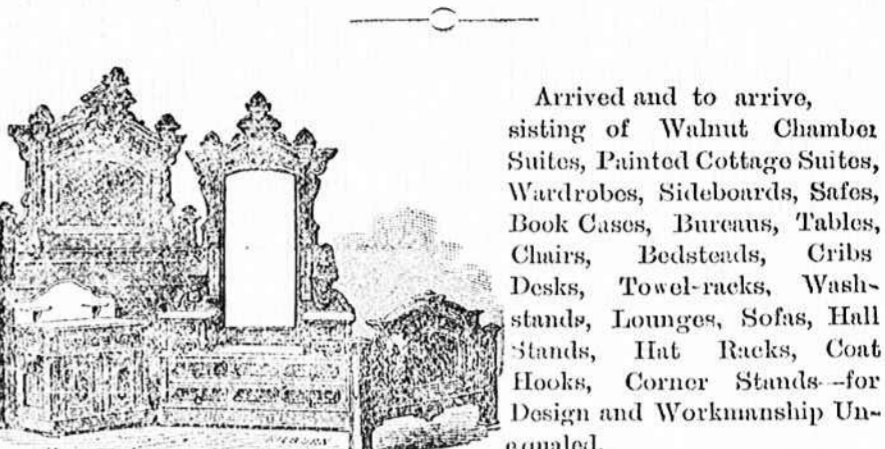 Arrived and to arrive,
sisting of Walnut Chamber
Suites, Painted Cottage Suites,
Wardrobes, Sideboards, Safes,
Book Cases, Bureaus, Tables,
Chairs, Bedsteads, Cribs
Desks, Towel-racks, Wash-
stands, Lounges, Sofas, Hall
Stands, Hat Racks, Coat
Hooks, Corner Stands--for
Design and Workmanship Un-
equaled.